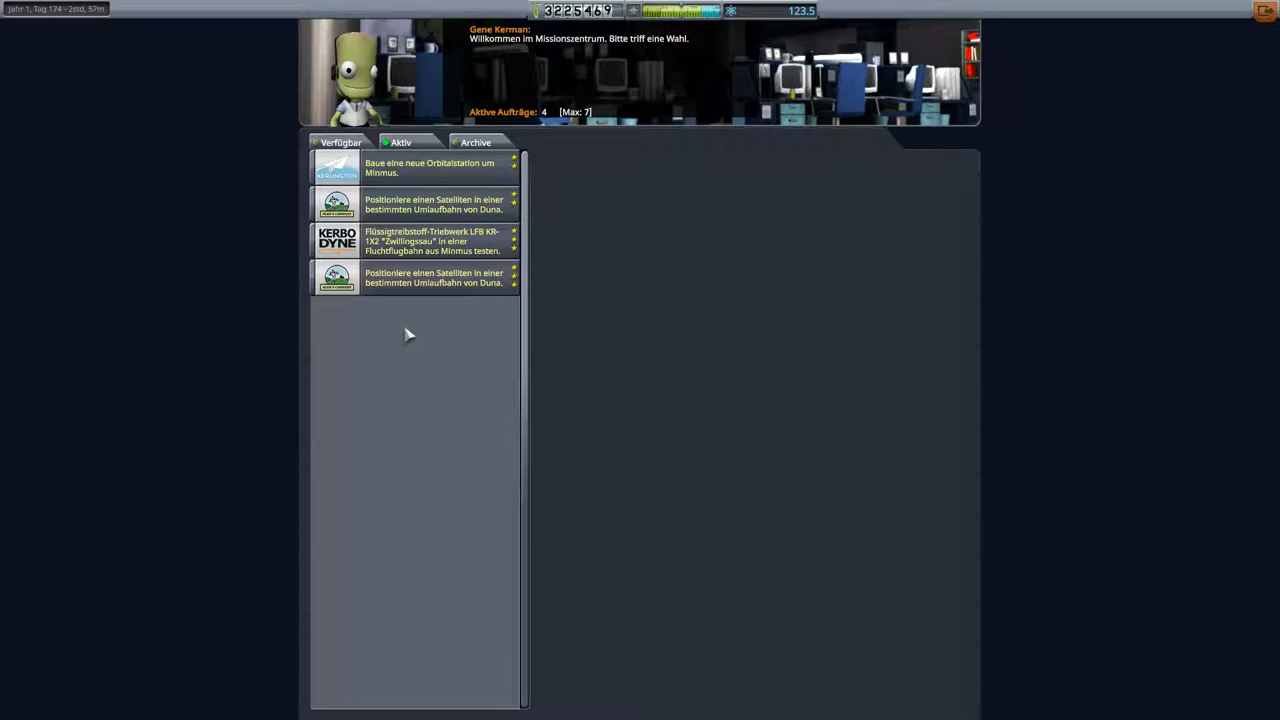 Jahr 1, Tag 174 - 2std, 57m
3225469
123.5
Gene Kerman:
Willkommen im Missionszentrum. Bitte triff eine Wahl.
Aktive Aufträge: 4 [Max: 7]
Verfügbar
Aktiv
Archive
KERLINGTON
Baue eine neue Orbitalstation um
Minmus.
Positioniere einen Satelliten in einer
bestimmten Umlaufbahn von Duna.
KERBO
DYNE
Flüssigtreibstoff-Triebwerk LFB KR-
1X2 "Zwillingssau" in einer
Fluchtflugbahn aus Minmus testen.
Positioniere einen Satelliten in einer
bestimmten Umlaufbahn von Duna.